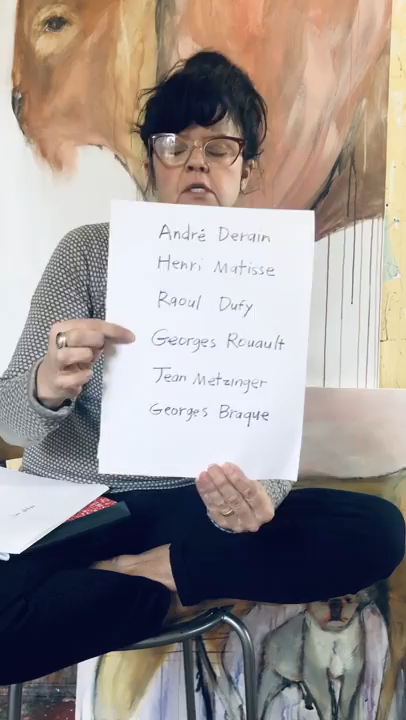 André Derain
Henri Matisse
Raoul Dufy
Georges Rouault
Jean Metzinger
Georges Braque